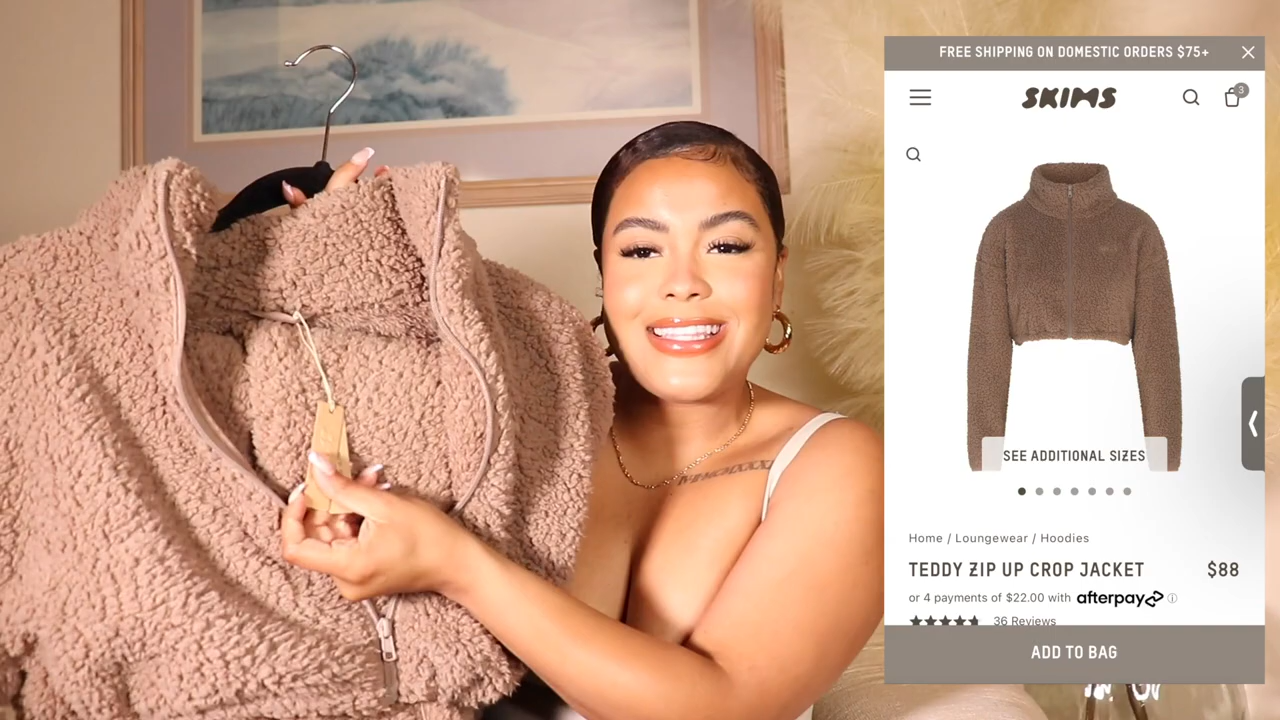 FREE SHIPPING ON DOMESTIC ORDERS $75+
SKIMS
3
SEE ADDITIONAL SIZES
Home / Loungewear / Hoodies
TEDDY ZIP UP CROP JACKET $88
or 4 payments of $22.00 with afterpay
36 Reviews
ADD TO BAG